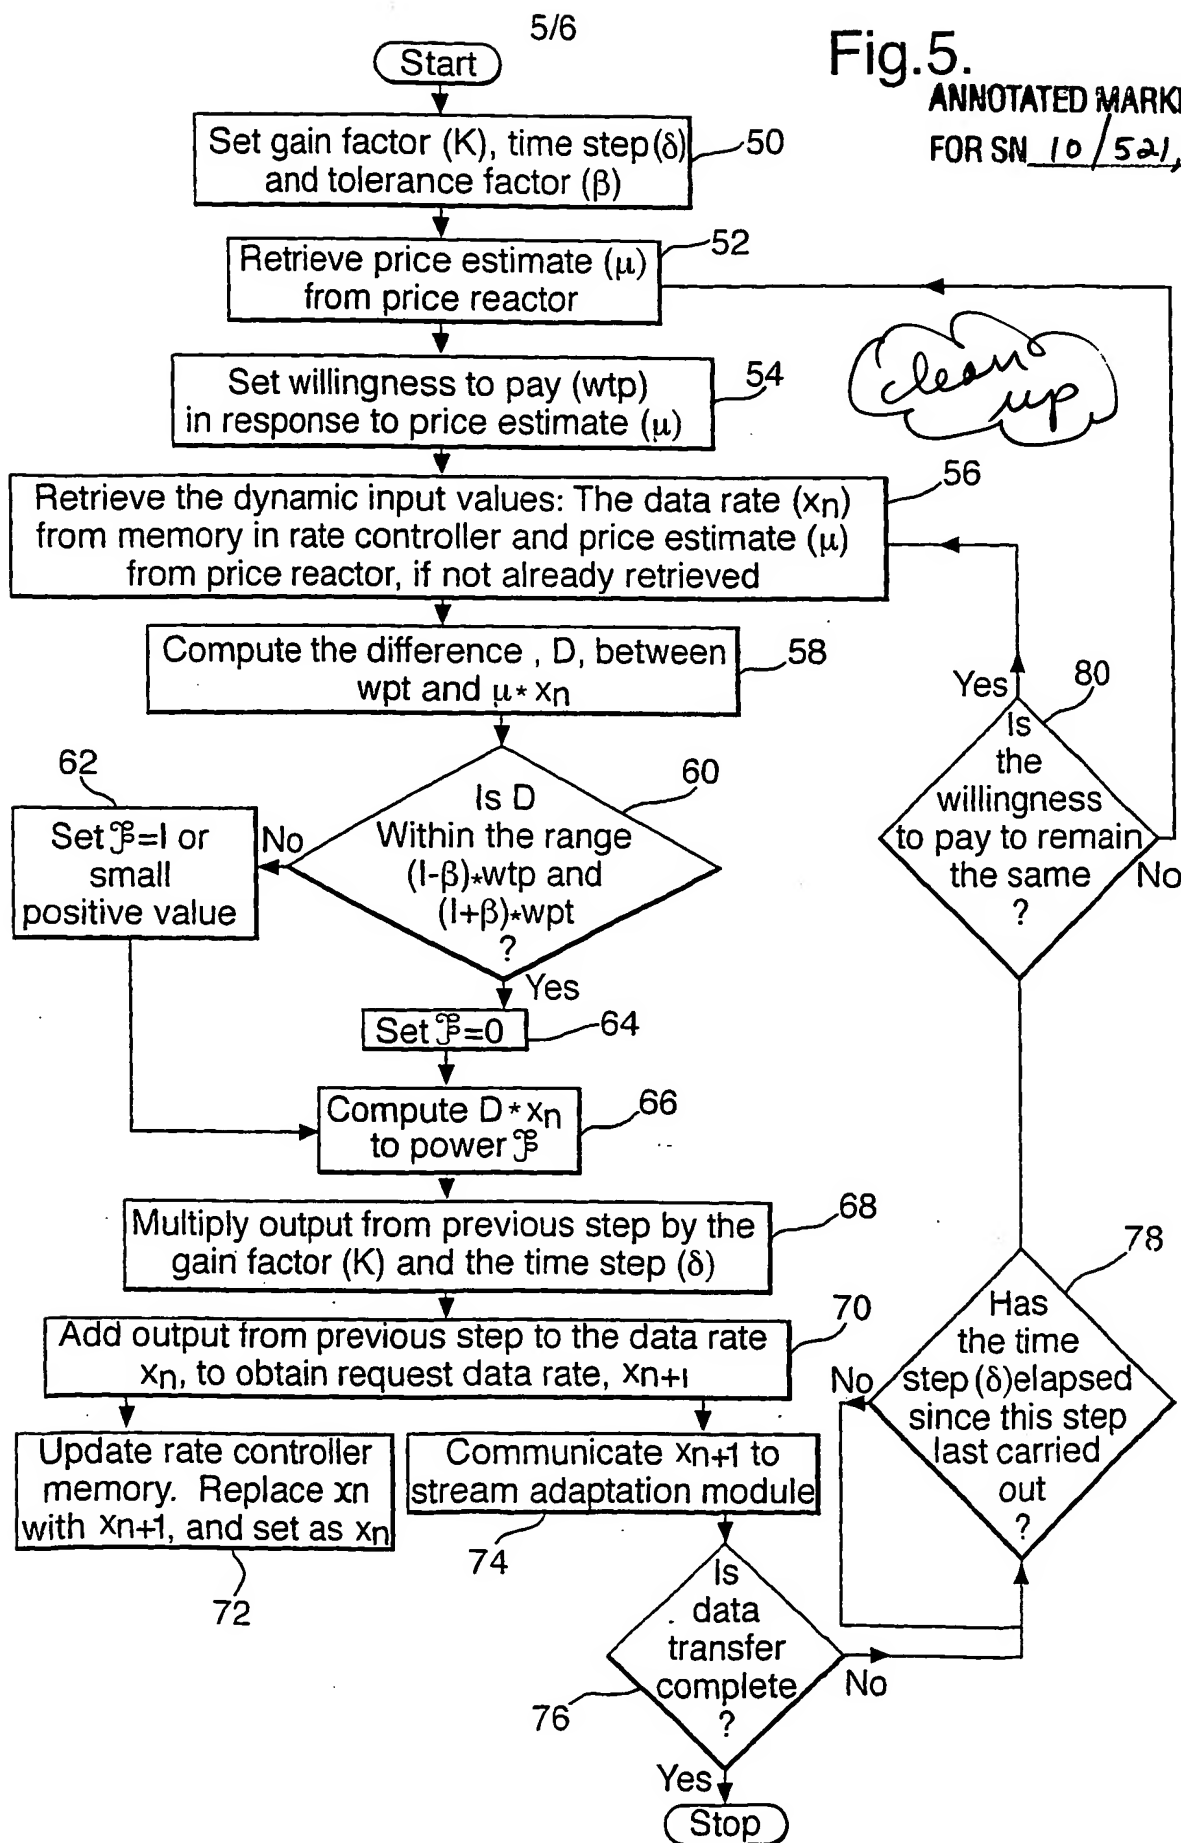 5/6
Fig.5.
ANNOTATED
FOR SN 10/521,
Start
Set gain factor (K), time step(δ)
and tolerance factor (β)
50
Retrieve price estimate (μ)
from price reactor
52
Set willingness to pay (wtp)
in response to price estimate (μ)
54
clean
up
Retrieve the dynamic input values: The data rate (xn)
from memory in rate controller and price estimate (μ)
from price reactor, if not already retrieved
56
Compute the difference , D, between
wpt and μ* xn
58
Is D
Within the range
(I-β)*wtp and
(I+β)*wpt
?
60
No
Yes
62
Set ℑ=I or
small
positive value
Set ℑ=0
64
Compute D* xn
to power ℑ
66
Multiply output from previous step by the
gain factor (K) and the time step (δ)
68
Add output from previous step to the data rate
xn, to obtain request data rate, xn+1
70
Update rate controller
memory. Replace xn
with xn+1, and set as xn
72
Communicate xn+1 to
stream adaptation module
74
Is
data
transfer
complete
?
76
No
Yes
Stop
Has
the time
step(δ)elapsed
since this step
last carried
out
?
78
No
Is
the
willingness
to pay to remain
the same
?
80
Yes
No